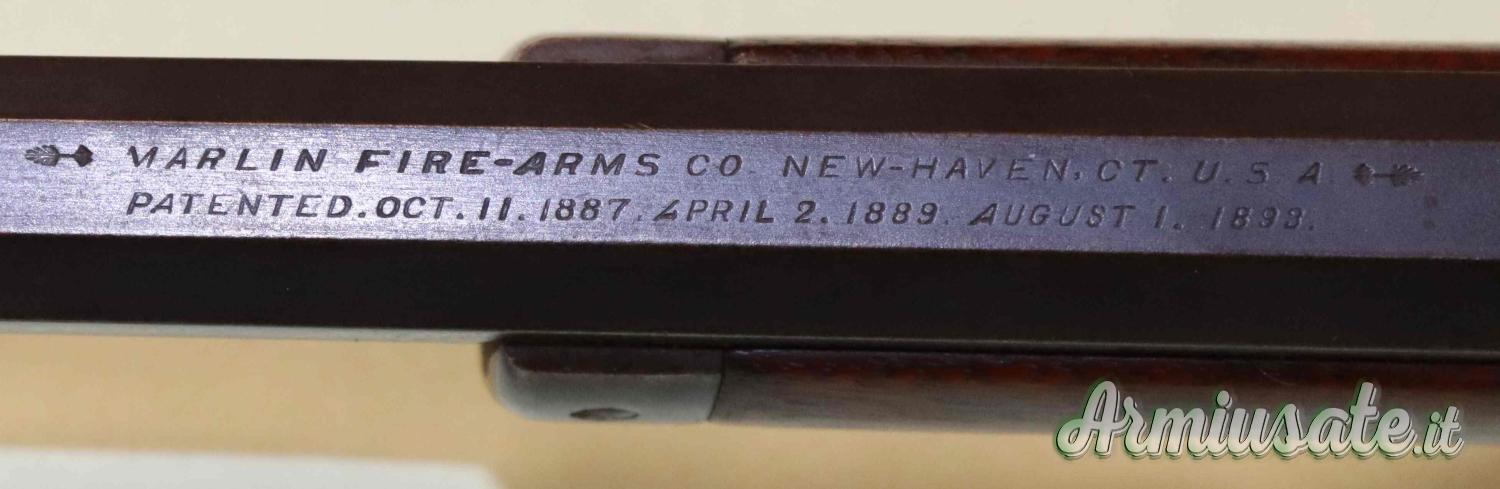 MARLIN FIRE-ARMS CO. NEW-HAVEN, CT. U.S.A
PATENTED. OCT. 11. 1887. APRIL 2. 1889. AUGUST 1. 1893.
Armiusate.it